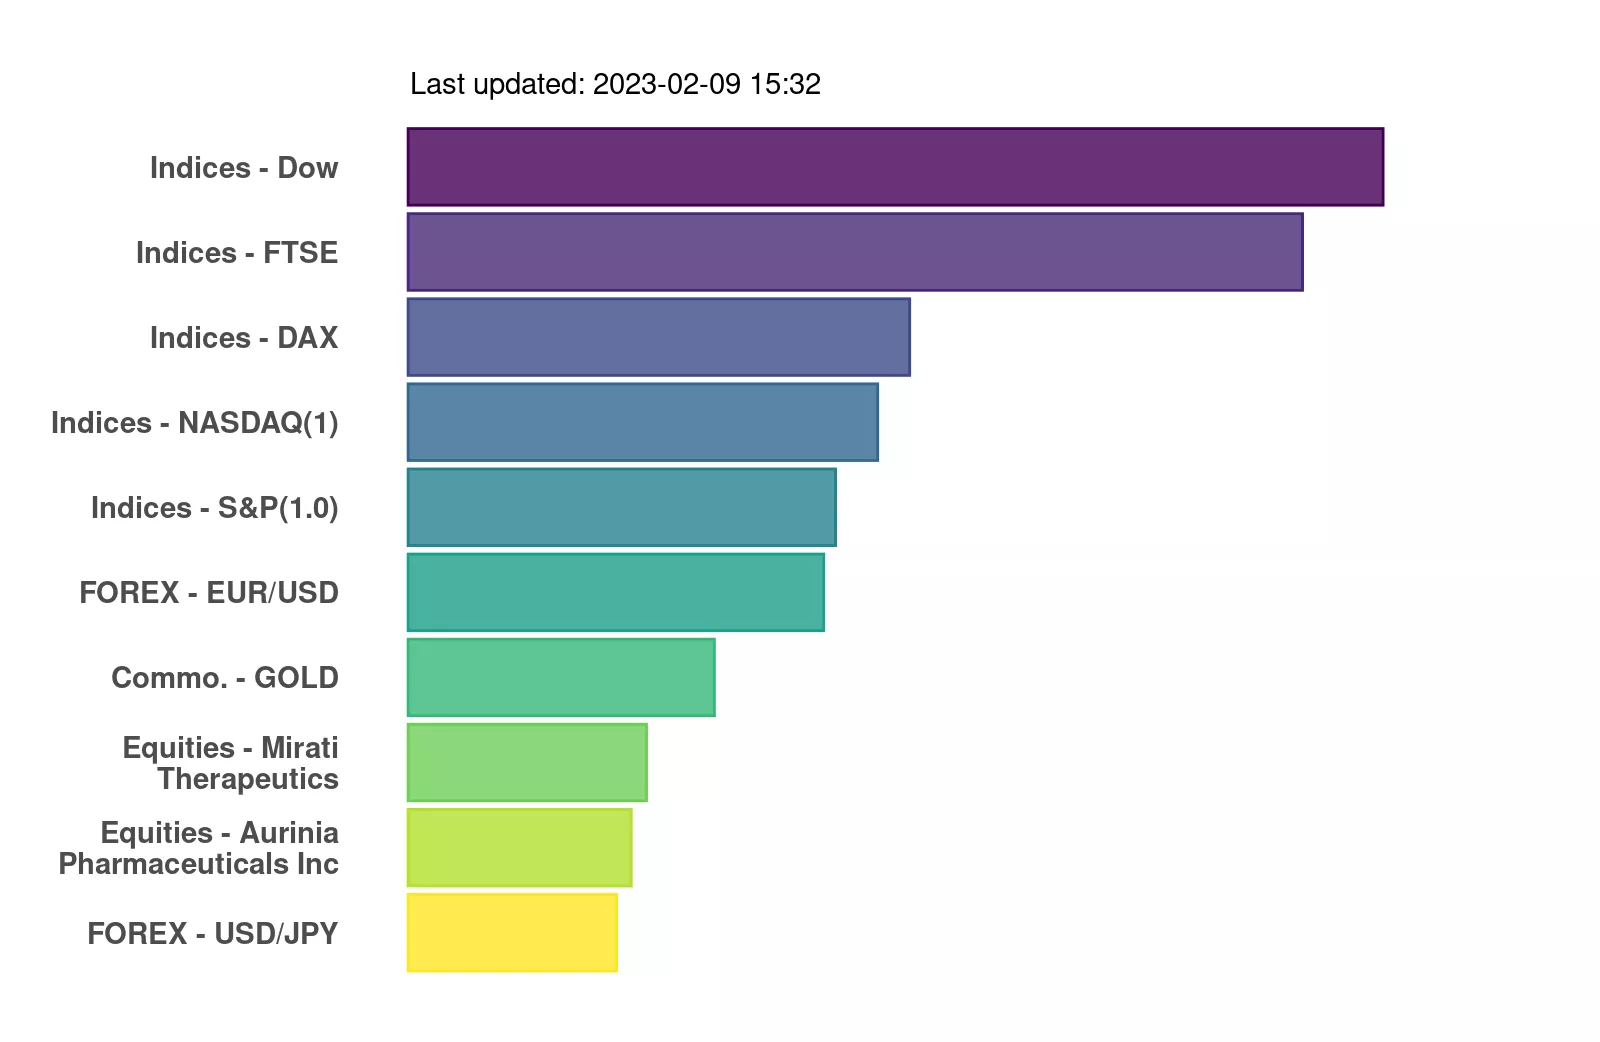 Last updated: 2023-02-09 15:32
Indices - Dow
Indices - FTSE
Indices - DAX
Indices - NASDAQ(1)
Indices - S&P(1.0)
FOREX - EUR/USD
Commo. - GOLD
Equities - Mirati
Therapeutics
Equities - Aurinia
Pharmaceuticals Inc
FOREX - USD/JPY